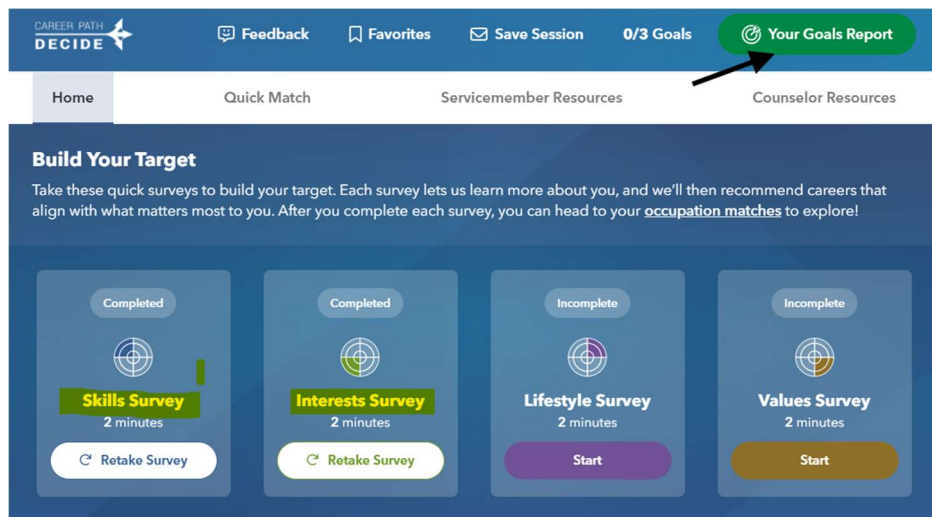 CAREER PATH
DECIDE
Feedback
Favorites
Save Session
0/3 Goals
Your Goals Report
Home
Quick Match
Servicemember Resources
Counselor Resources
Build Your Target
Take these quick surveys to build your target. Each survey lets us learn more about you, and we'll then recommend careers that
align with what matters most to you. After you complete each survey, you can head to your occupation matches to explore!
Completed
Skills Survey
2 minutes
Retake Survey
Completed
Interests Survey
2 minutes
Retake Survey
Incomplete
Lifestyle Survey
2 minutes
Start
Incomplete
Values Survey
2 minutes
Start